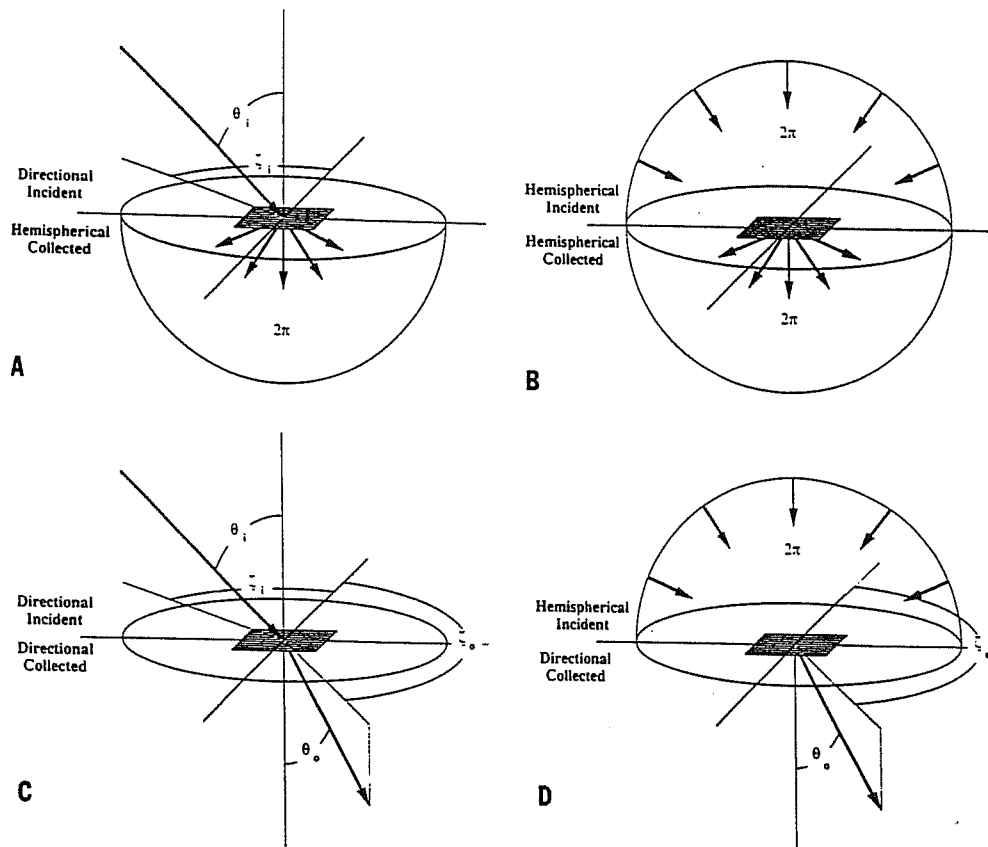 θ i
Directional
Incident
Hemispherical
Collected
2π
A
2π
Hemispherical
Incident
Hemispherical
Collected
2π
B
θ i
Directional
Incident
Directional
Collected
θ o
C
2π
Hemispherical
Incident
Directional
Collected
θ o
D